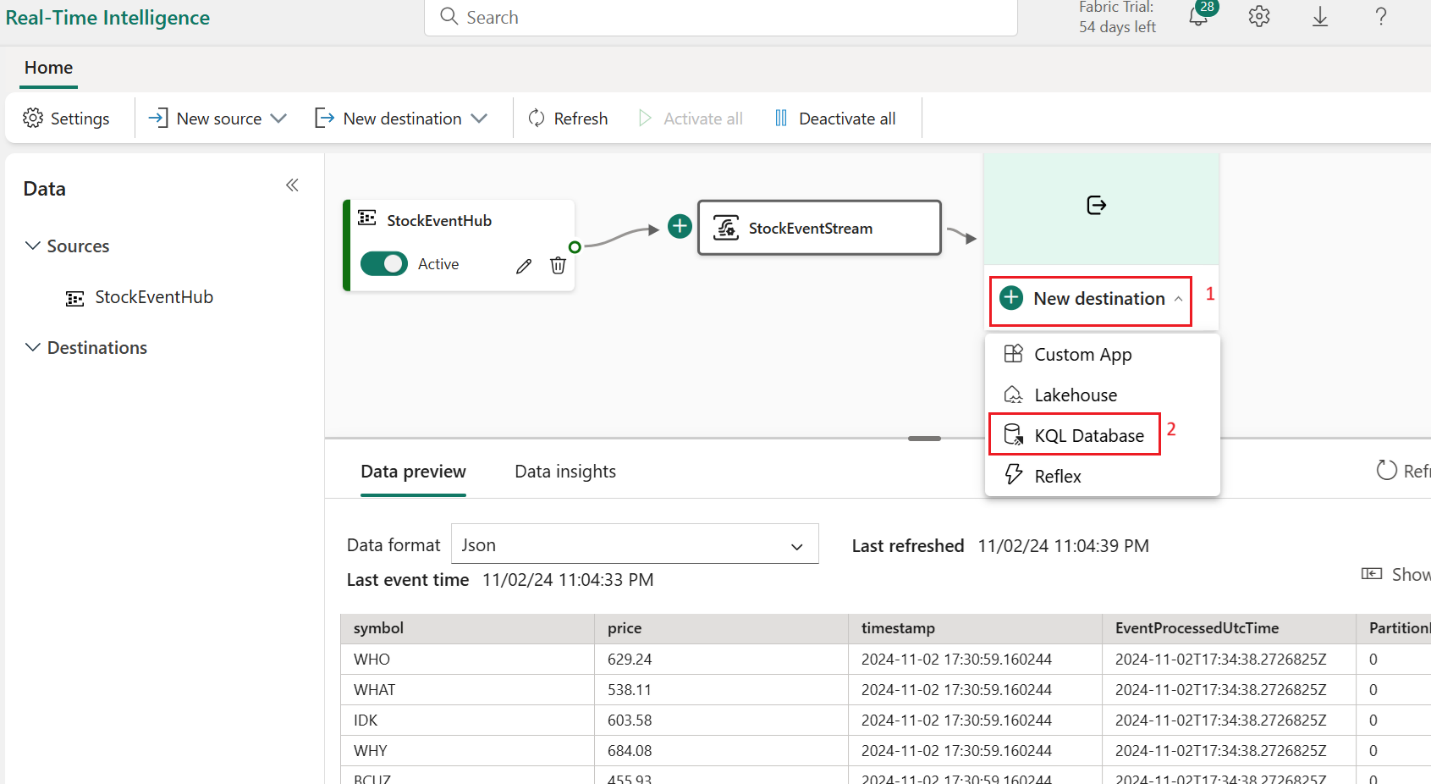 Real-Time Intelligence
Search
Fabric Trial:
54 days left
28
?
Home
Settings
New source
New destination
Refresh
Activate all
Deactivate all
Data
Sources
StockEventHub
Destinations
StockEventHub
Active
StockEventStream
New destination
1
Custom App
Lakehouse
KQL Database
2
Reflex
Data preview
Data insights
Refr
Data format
Json
Last refreshed 11/02/24 11:04:39 PM
Last event time 11/02/24 11:04:33 PM
Show
symbol price timestamp EventProcessedUtcTime PartitionI
WHO 629.24 2024-11-02 17:30:59.160244 2024-11-02T17:34:38.2726825Z 0
WHAT 538.11 2024-11-02 17:30:59.160244 2024-11-02T17:34:38.2726825Z 0
IDK 603.58 2024-11-02 17:30:59.160244 2024-11-02T17:34:38.2726825Z 0
WHY 684.08 2024-11-02 17:30:59.160244 2024-11-02T17:34:38.2726825Z 0
BCUZ 455.93 2024-11-02 17:30:59.160244 2024-11-02T17:34:38.2726825Z 0